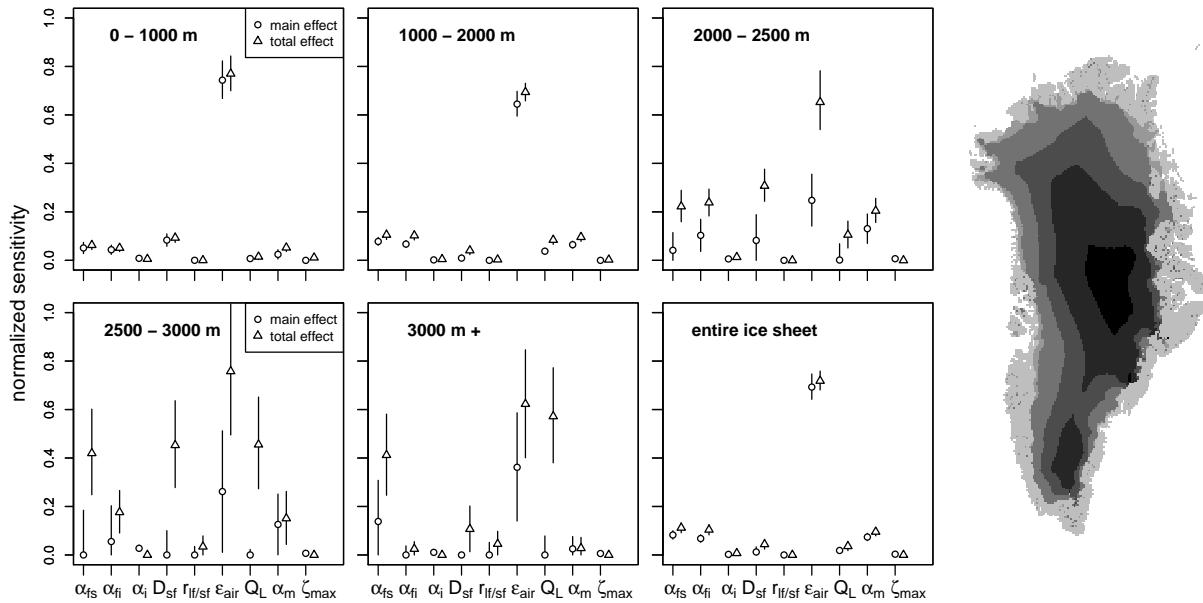 normalized sensitivity
0.0 0.2 0.4 0.6 0.8 1.0
0 – 1000 m
main effect
total effect
1000 – 2000 m
2000 – 2500 m
0.0 0.2 0.4 0.6 0.8 1.0
2500 – 3000 m
main effect
total effect
3000 m +
entire ice sheet
αfs αfi αi Dsf rlf/sf εair QL αm ζmax
αfs αfi αi Dsf rlf/sf εair QL αm ζmax
αfs αfi αi Dsf rlf/sf εair QL αm ζmax